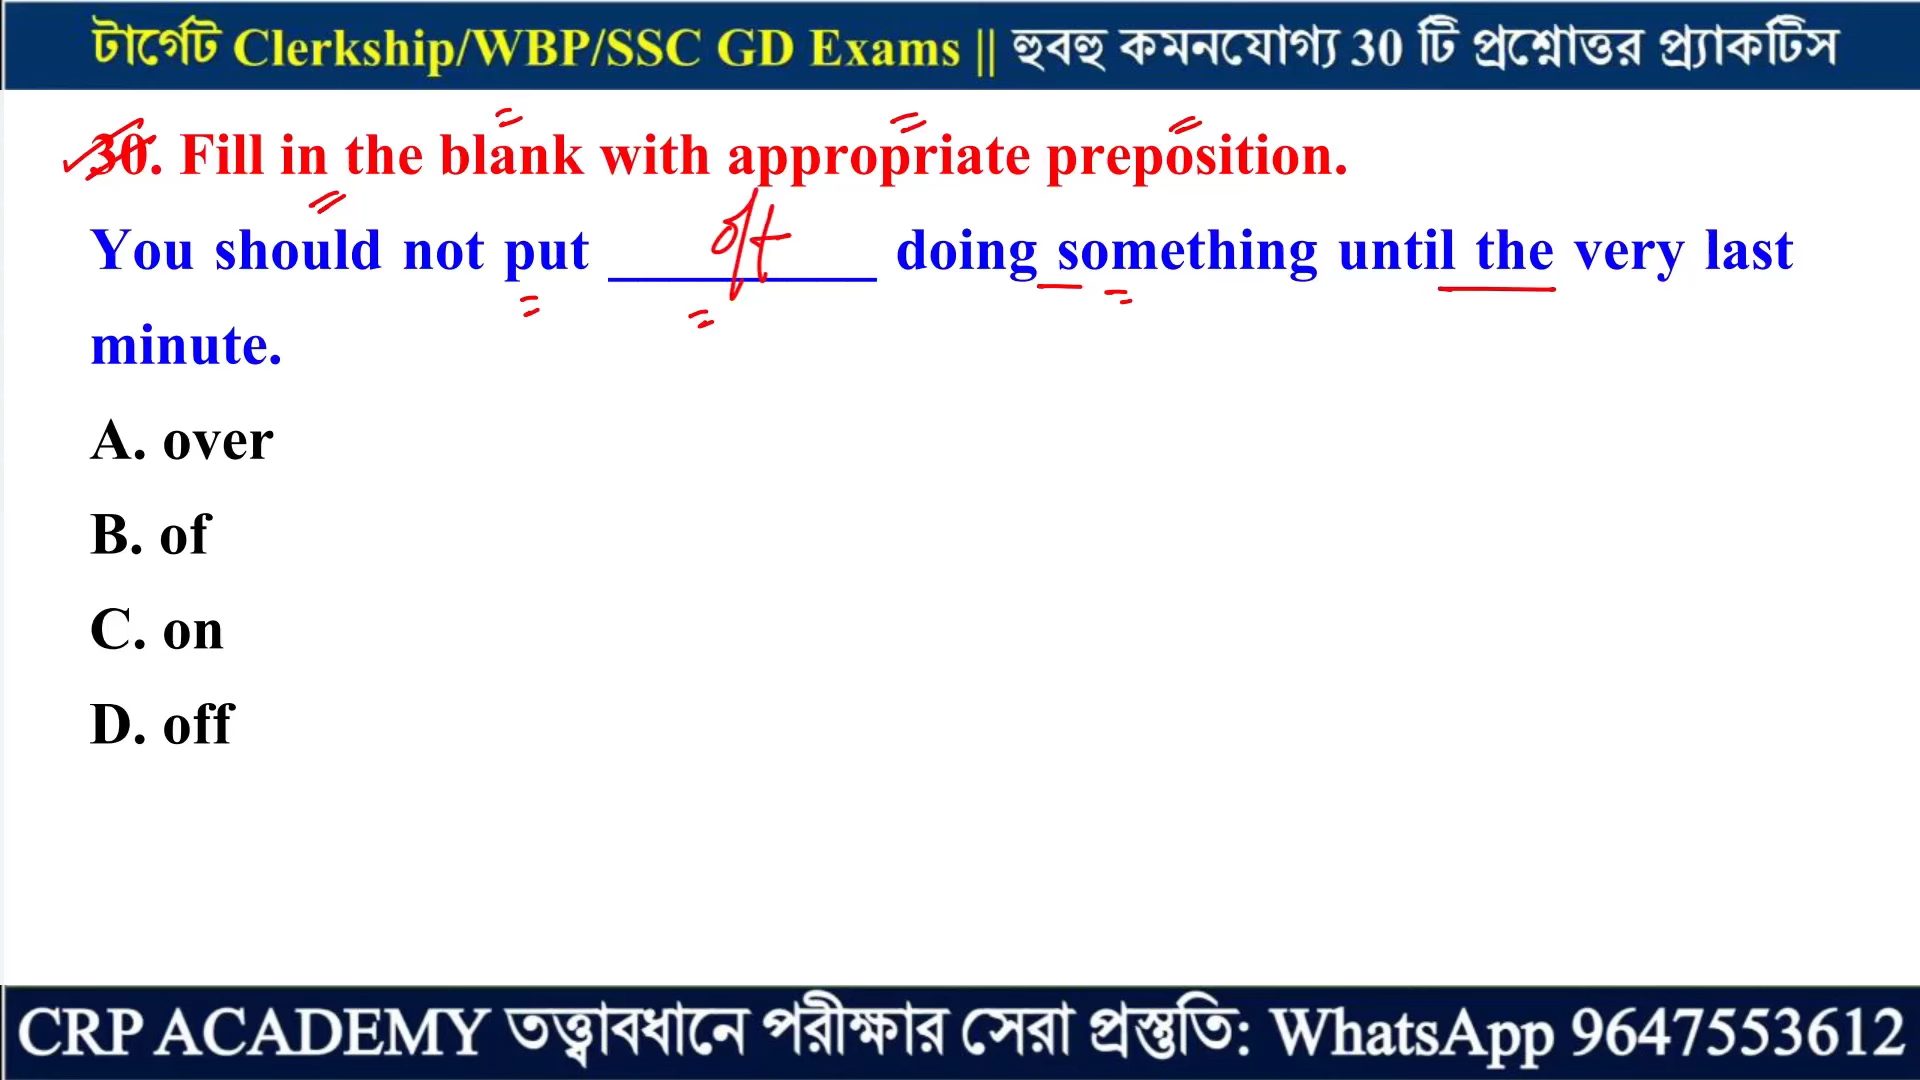 টার্গেট Clerkship/WBP/SSC GD Exams || হুবহু কমনযোগ্য 30 টি প্রশ্নোত্তর প্র্যাকটিস
30. Fill in the blank with appropriate preposition.
You should not put _________ off doing something until the very last
minute.
A. over
B. of
C. on
D. off
CRP ACADEMY তত্ত্বাবধানে পরীক্ষার সেরা প্রস্তুতি: WhatsApp 9647553612